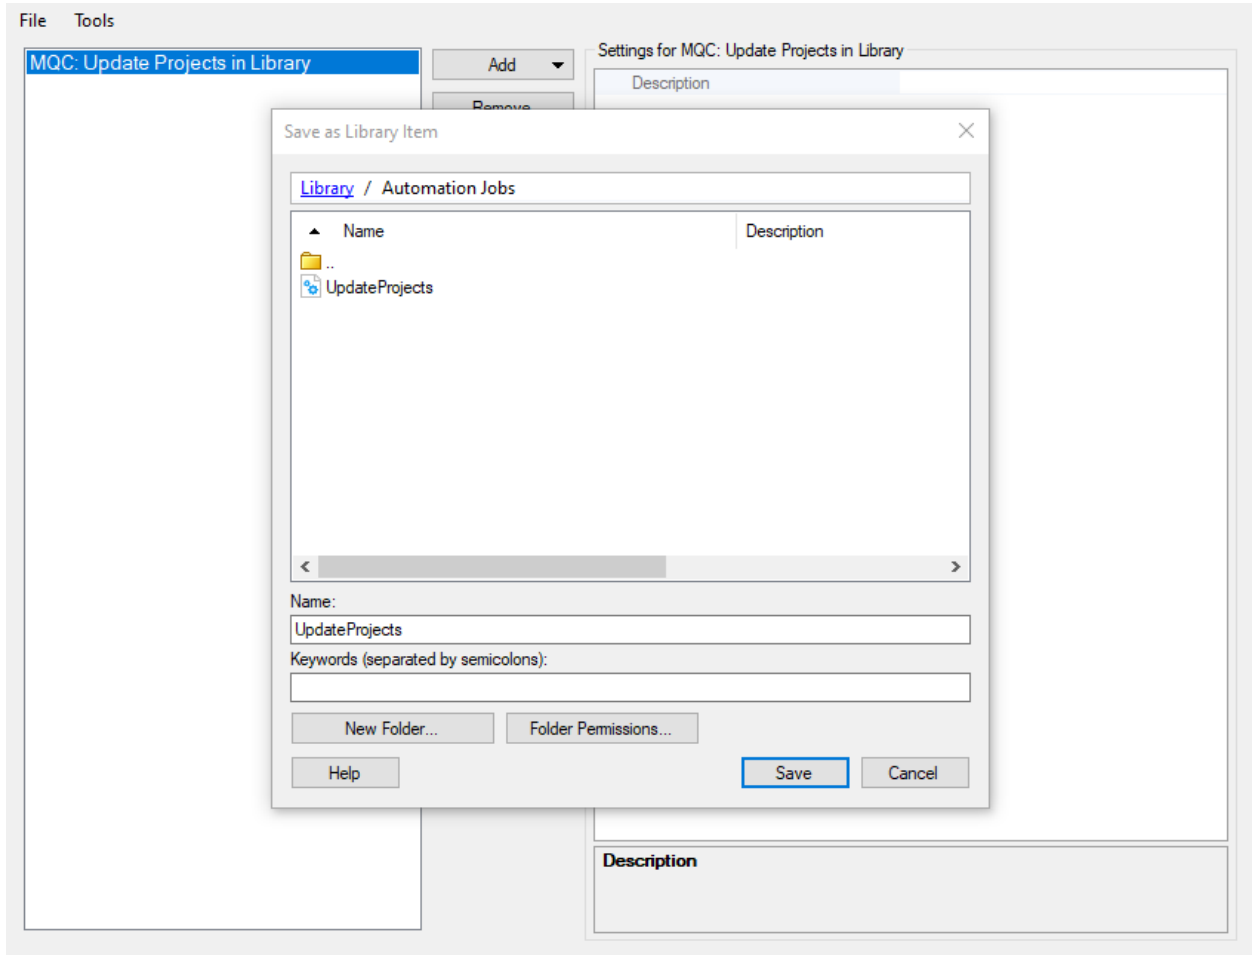 File Tools
MQC: Update Projects in Library
Add
Remove
Settings for MQC: Update Projects in Library
Description
Save as Library Item
Library / Automation Jobs
Name Description
..
UpdateProjects
Name:
UpdateProjects
Keywords (separated by semicolons):
New Folder... Folder Permissions...
Help Save Cancel
Description